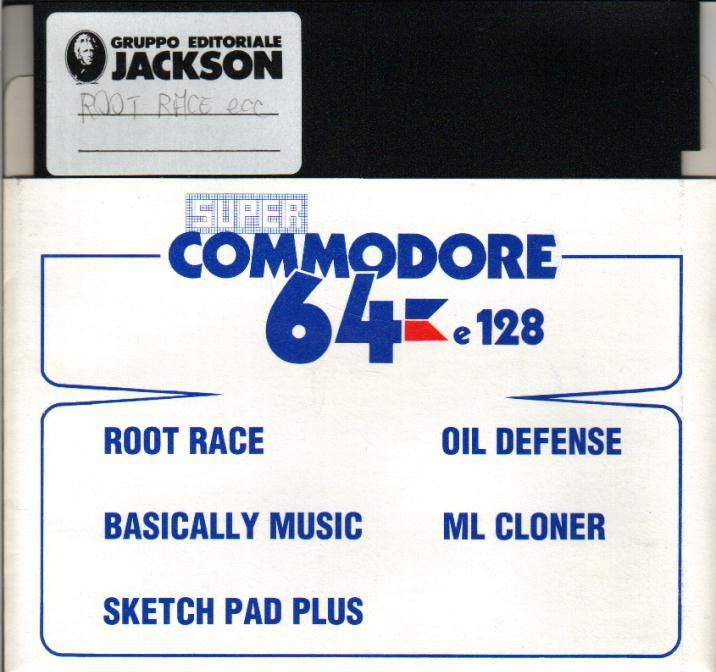 GRUPPO EDITORIALE
JACKSON
ROOT RACE ecc
SUPER
COMMODORE
64 e 128
ROOT RACE
OIL DEFENSE
BASICALLY MUSIC
ML CLONER
SKETCH PAD PLUS